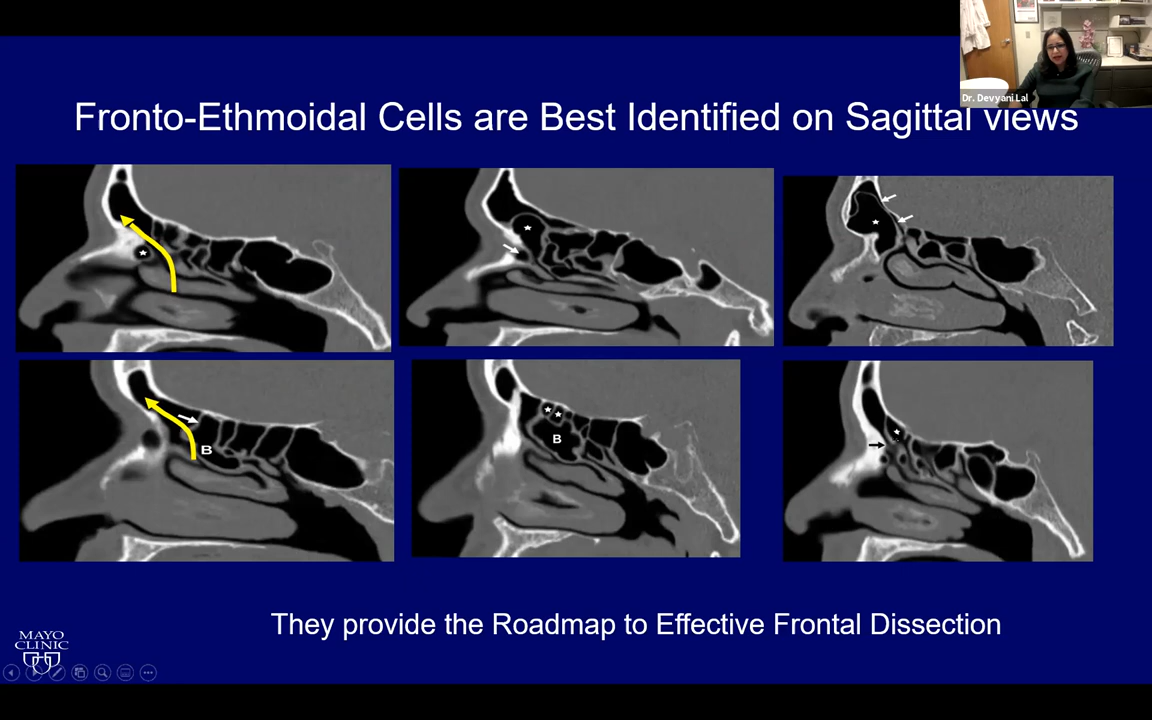 Dr. Devyani Lal
Fronto-Ethmoidal Cells are Best Identified on Sagittal views
B
B
They provide the Roadmap to Effective Frontal Dissection
MAYO
CLINIC